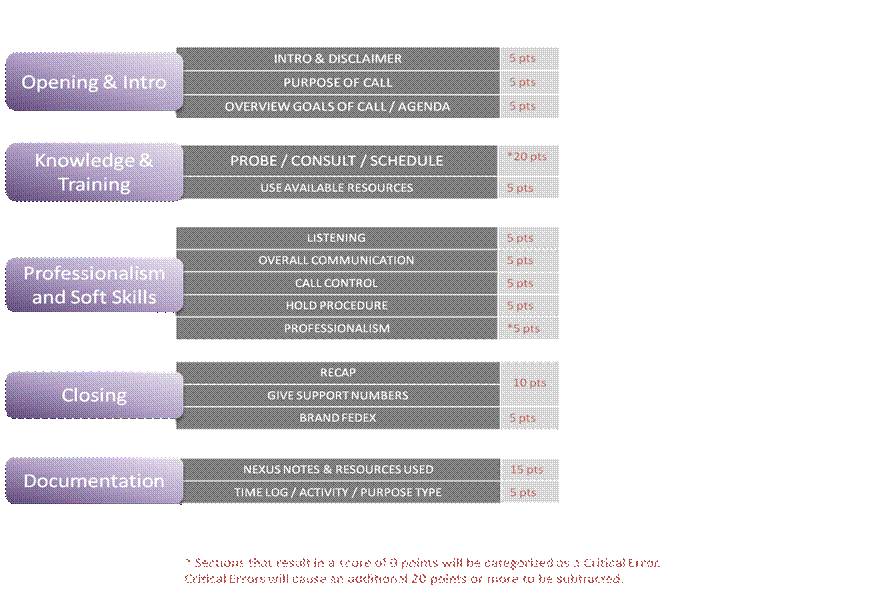 Opening & Intro
INTRO & DISCLAIMER 5 pts
PURPOSE OF CALL 5 pts
OVERVIEW GOALS OF CALL / AGENDA 5 pts
Knowledge &
Training
PROBE / CONSULT / SCHEDULE *20 pts
USE AVAILABLE RESOURCES 5 pts
Professionalism
and Soft Skills
LISTENING 5 pts
OVERALL COMMUNICATION 5 pts
CALL CONTROL 5 pts
HOLD PROCEDURE 5 pts
PROFESSIONALISM *5 pts
Closing
RECAP
10 pts
GIVE SUPPORT NUMBERS
BRAND FEDEX 5 pts
Documentation
NEXUS NOTES & RESOURCES USED 15 pts
TIME LOG / ACTIVITY / PURPOSE TYPE 5 pts
* Sections that result in a score of 0 points will be categorized as a Critical Error.
Critical Errors will cause an additional 20 points or more to be subtracted.